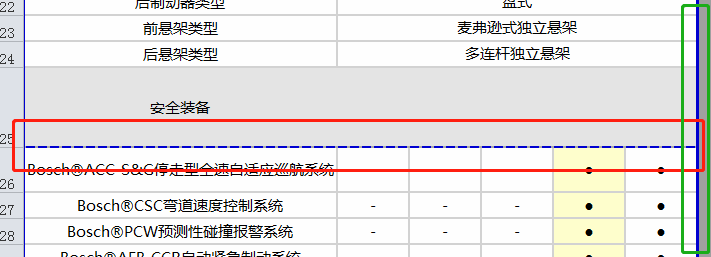 22 后制动器类型 盘式
23 前悬架类型 麦弗逊式独立悬架
24 后悬架类型 多连杆独立悬架
25 安全装备
26 Bosch®ACC-S&G停走型全速自适应巡航系统 ● ●
27 Bosch®CSC弯道速度控制系统 - - - ● ●
28 Bosch®PCW预测性碰撞报警系统 - - - ● ●
Bosch®AEB-CCR自动紧急制动系统